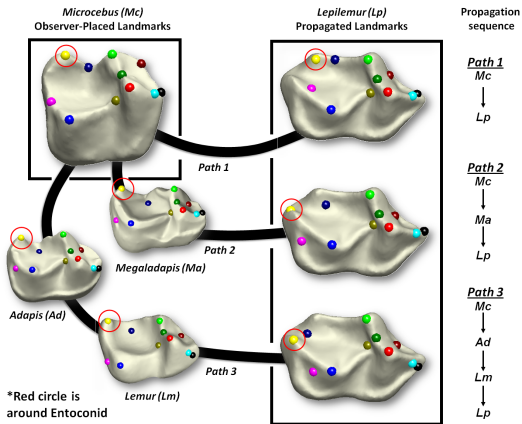 Microcebus (Mc)
Observer-Placed Landmarks
Lepilemur (Lp)
Propagated Landmarks
Propagation
sequence
Path 1
Mc
Lp
Path 1
Path 2
Mc
Ma
Lp
Path 2
Megaladapis (Ma)
Adapis (Ad)
Path 3
Mc
Ad
Lm
Lp
Path 3
Lemur (Lm)
*Red circle is
around Entoconid